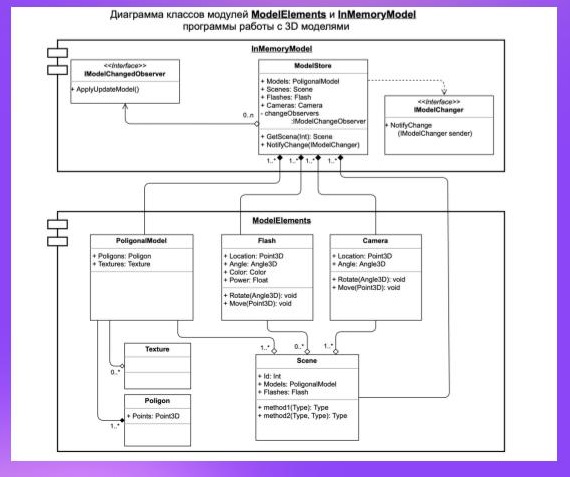 Диаграмма классов модулей ModelElements и InMemoryModel
программы работы с 3D моделями
InMemoryModel
<<Interface>>
IModelChangedObserver
+ ApplyUpdateModel()
ModelStore
+ Models: PoligonalModel
+ Scenes: Scene
+ Flashes: Flash
+ Cameras: Camera
- changeObservers
:IModelChangeObserver
+ GetScena(Int): Scene
+ NotifyChange(IModelChanger)
<<Interface>>
IModelChanger
+ NotifyChange
(IModelChanger sender)
0..n
1..*
1..*
1..*
1..*
ModelElements
PoligonalModel
+ Poligons: Poligon
+ Textures: Texture
Flash
+ Location: Point3D
+ Angle: Angle3D
+ Color: Color
+ Power: Float
+ Rotate(Angle3D): void
+ Move(Point3D): void
Camera
+ Location: Point3D
+ Angle: Angle3D
+ Rotate(Angle3D): void
+ Move(Point3D): void
Texture
0..*
Poligon
+ Points: Point3D
1..*
1..*
0..*
1..*
Scene
+ Id: Int
+ Models: PoligonalModel
+ Flashes: Flash
+ method1(Type): Type
+ method2(Type, Type): Type